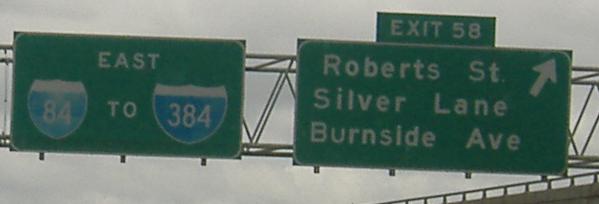 EAST
84 TO 384
EXIT 58
Roberts St.
Silver Lane
Burnside Ave